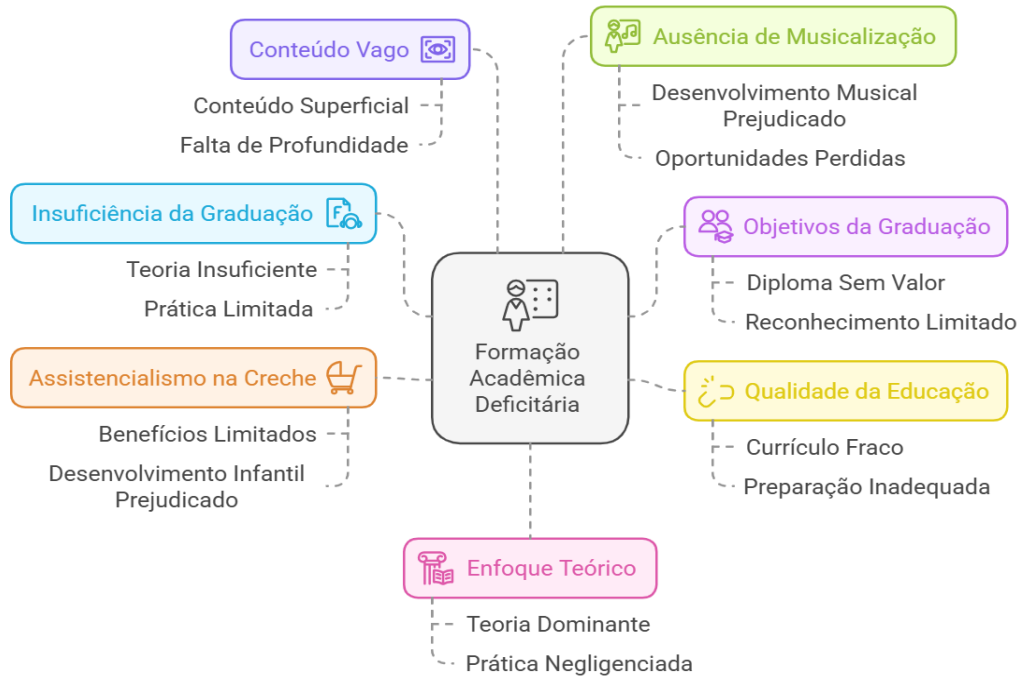 Conteúdo Vago
Conteúdo Superficial
Falta de Profundidade
Ausência de Musicalização
Desenvolvimento Musical
Prejudicado
Oportunidades Perdidas
Insuficiência da Graduação
Teoria Insuficiente
Prática Limitada
Objetivos da Graduação
Diploma Sem Valor
Reconhecimento Limitado
Formação
Acadêmica
Deficitária
Assistencialismo na Creche
Benefícios Limitados
Desenvolvimento Infantil
Prejudicado
Qualidade da Educação
Currículo Fraco
Preparação Inadequada
Enfoque Teórico
Teoria Dominante
Prática Negligenciada